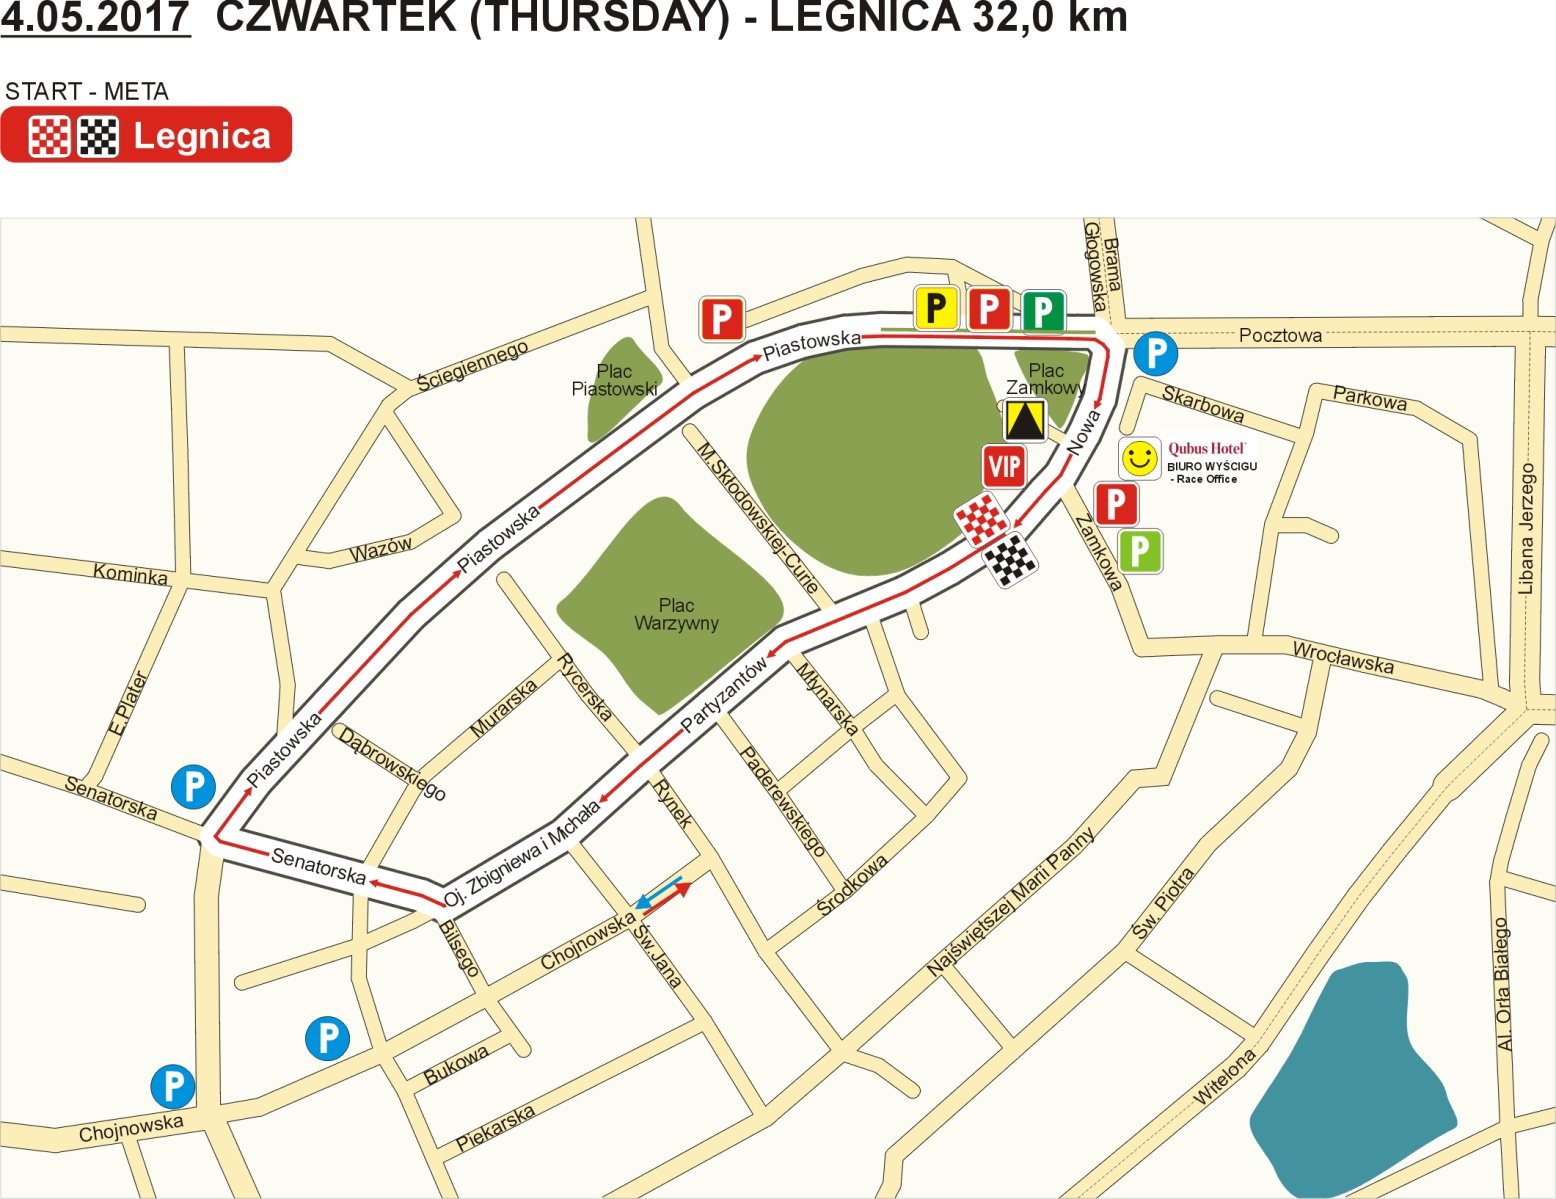 4.05.2017 CZWARTEK (THURSDAY) - LEGNICA 32,0 km
START - META
Legnica
Brama
Głogowska
P
P
P
P
Piastowska
Pocztowa
P
Ściegiennego
Plac
Piastowski
Plac
Zamkowy
Skarbowa
Parkowa
Nowa
Qubus Hotel
BIURO WYŚCIGU
- Race Office
VIP
M.Skłodowskiej-Curie
P
Piastowska
Wazów
Zamkowa
P
Libana Jerzego
Kominka
Plac
Warzywny
Wrocławska
Rycerska
Partyzantów
Młynarska
E.Plater
Murarska
Piastowska
Dąbrowskiego
P
Senatorska
Rynek
Paderewskiego
Oj. Zbigniewa i Michała
Senatorska
Środkowa
Najświętszej Marii Panny
Św. Piotra
Chojnowska
Bilsego
Św.Jana
Al. Orła Białego
P
Bukowa
P
Witelona
Chojnowska
Piekarska